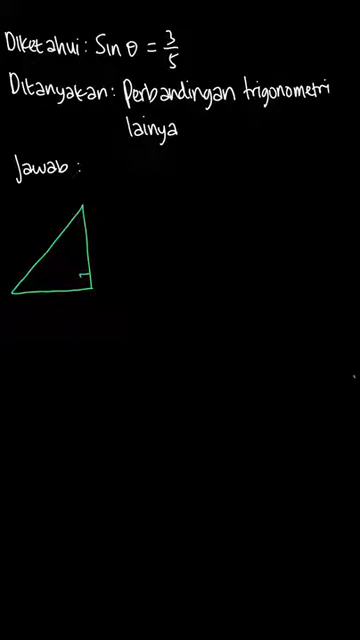 Diketahui: Sin θ = 3/5
Ditanyakan: Perbandingan trigonometri
lainya
Jawab :